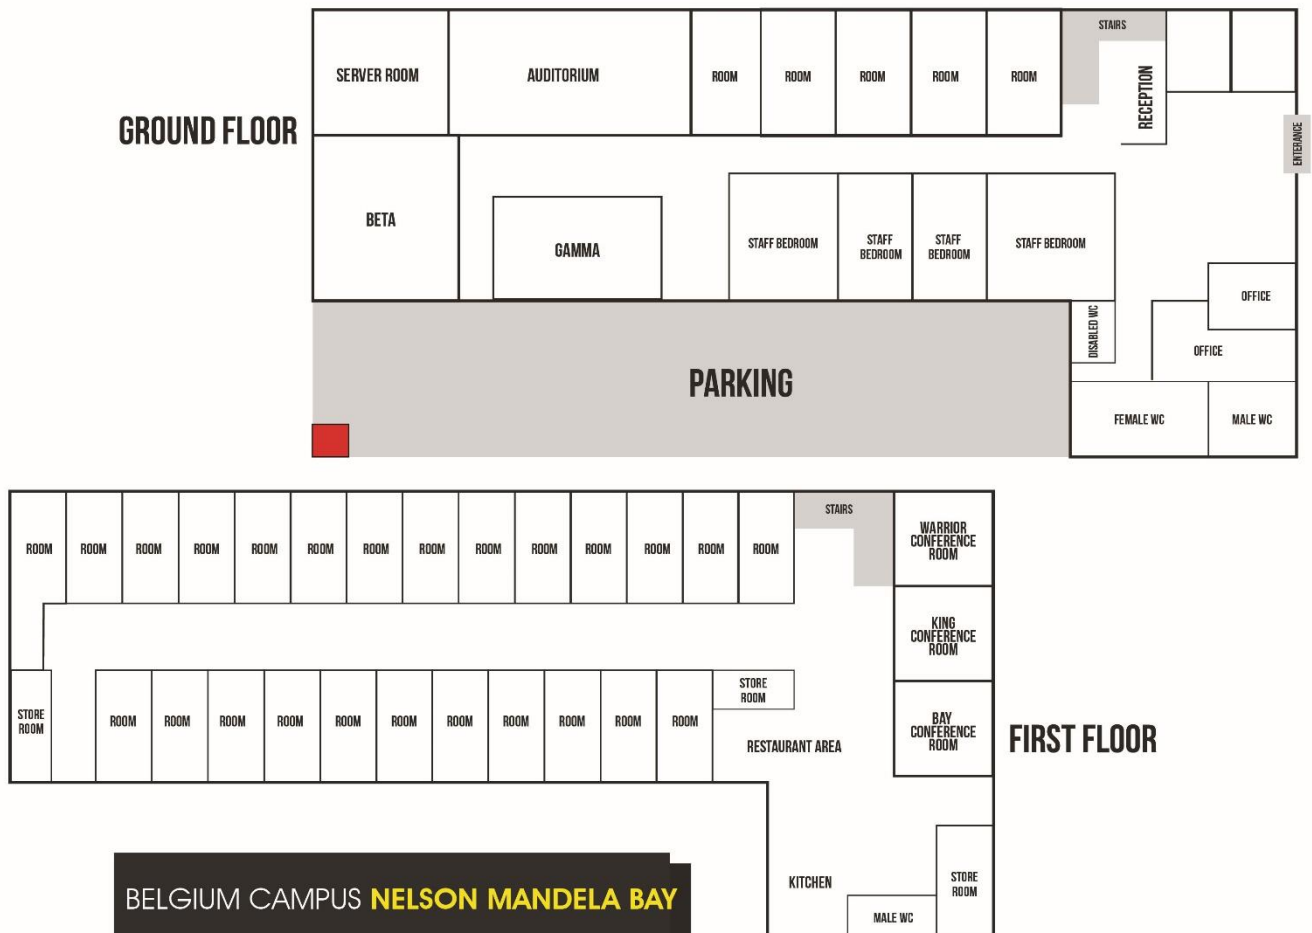 GROUND FLOOR
SERVER ROOM
AUDITORIUM
ROOM
ROOM
ROOM
ROOM
ROOM
STAIRS
RECEPTION
ENTERANCE
BETA
GAMMA
STAFF BEDROOM
STAFF
BEDROOM
STAFF
BEDROOM
STAFF BEDROOM
DISABLED WC
OFFICE
OFFICE
PARKING
FEMALE WC
MALE WC
ROOM
ROOM
ROOM
ROOM
ROOM
ROOM
ROOM
ROOM
ROOM
ROOM
ROOM
ROOM
ROOM
ROOM
STAIRS
WARRIOR
CONFERENCE
ROOM
KING
CONFERENCE
ROOM
STORE
ROOM
ROOM
ROOM
ROOM
ROOM
ROOM
ROOM
ROOM
ROOM
ROOM
ROOM
ROOM
STORE
ROOM
RESTAURANT AREA
BAY
CONFERENCE
ROOM
FIRST FLOOR
KITCHEN
STORE
ROOM
MALE WC
BELGIUM CAMPUS NELSON MANDELA BAY